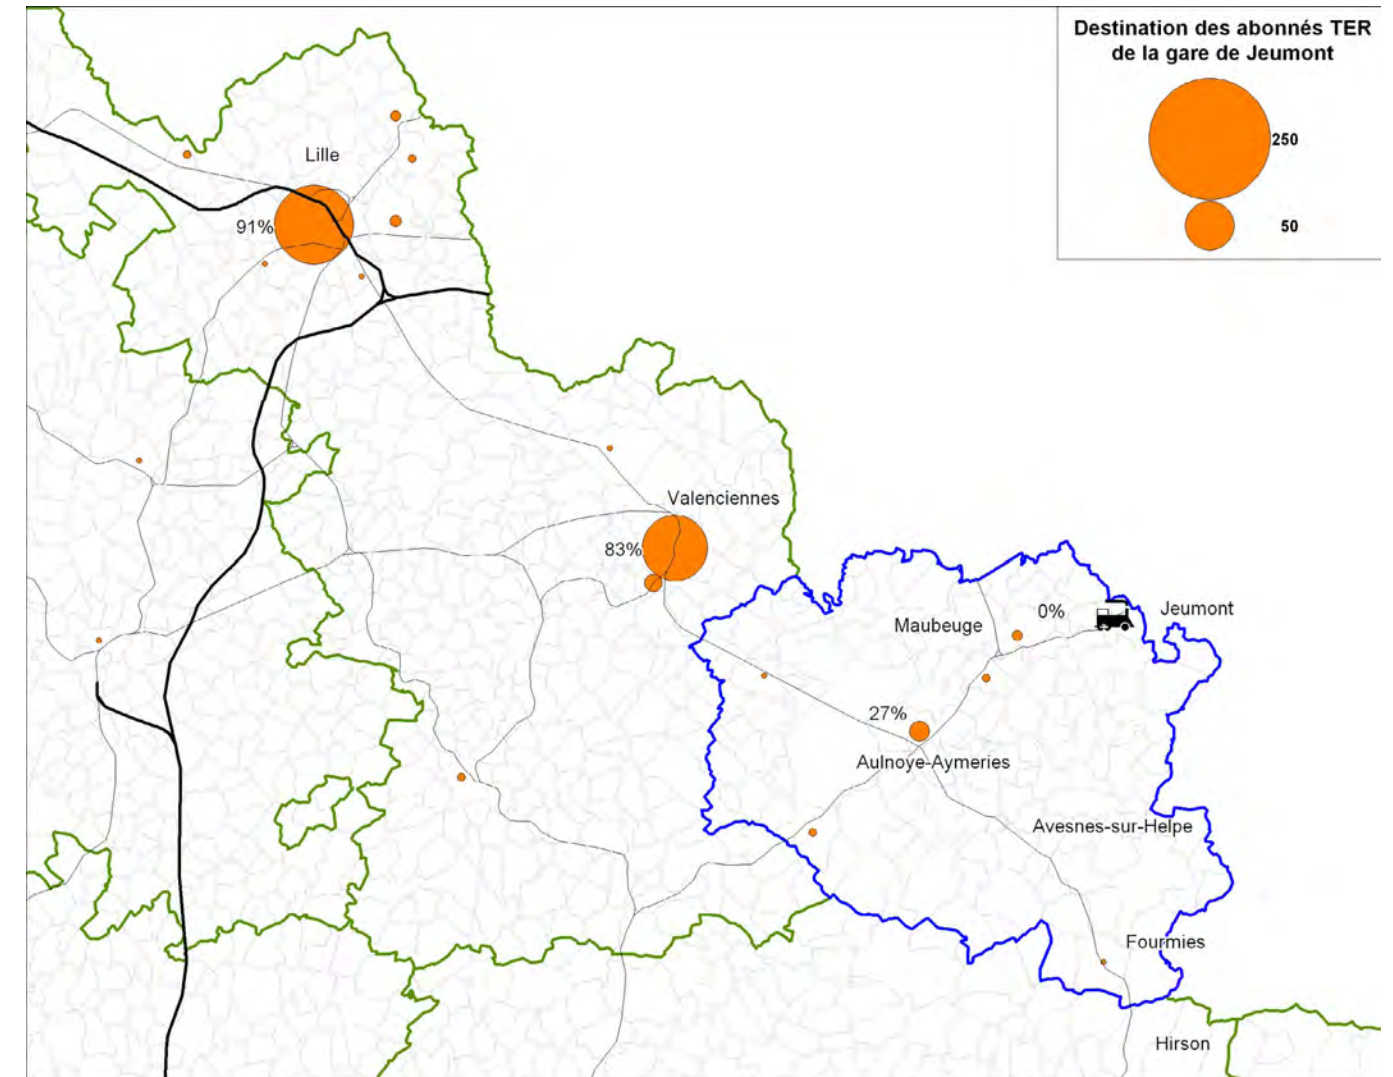 Destination des abonnés TER
de la gare de Jeumont
250
50
Lille
91%
Valenciennes
83%
0%
Jeumont
Maubeuge
27%
Aulnoye-Aymeries
Avesnes-sur-Helpe
Fourmies
Hirson